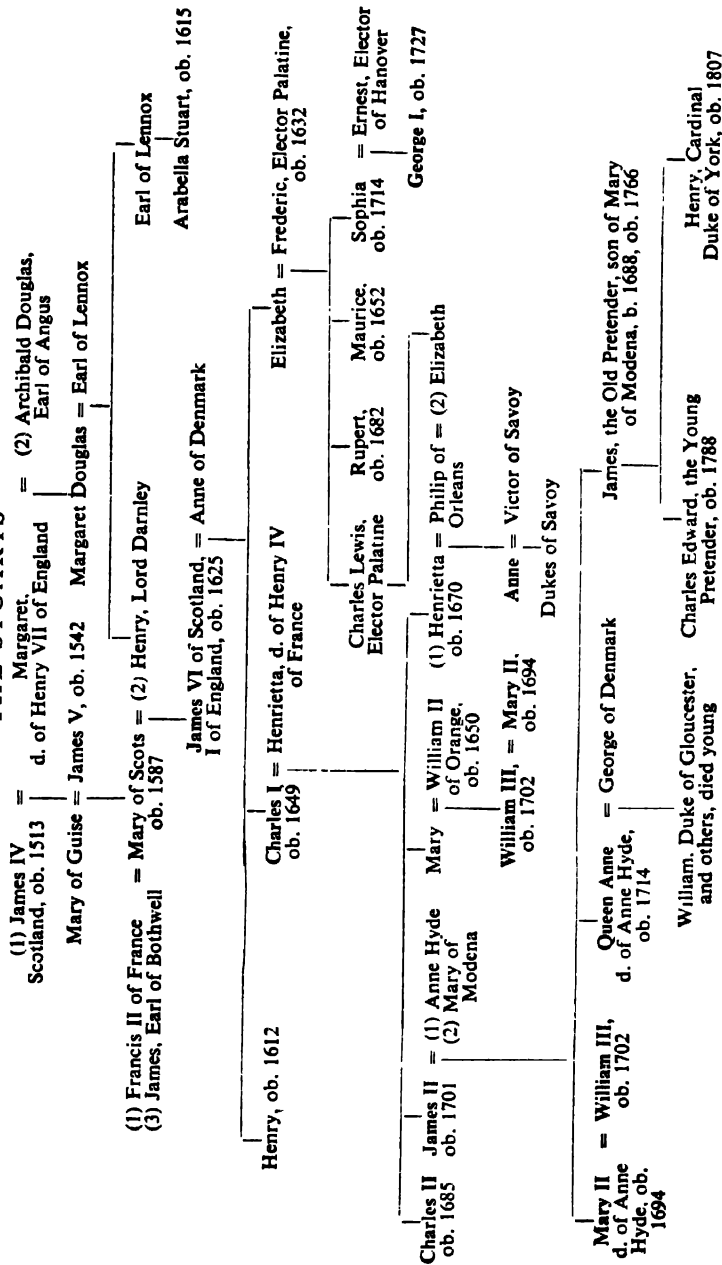 THE STUARTS
(1) James IV = Margaret, = (2) Archibald Douglas,
Scotland, ob. 1513 d. of Henry VII of England Earl of Angus
Mary of Guise = James V, ob. 1542 Margaret Douglas = Earl of Lennox
(1) Francis II of France = Mary of Scots = (2) Henry, Lord Darnley Earl of Lennox
(3) James, Earl of Bothwell ob. 1587 Arabella Stuart, ob. 1615
James VI of Scotland, = Anne of Denmark
I of England, ob. 1625
Henry, ob. 1612 Charles I = Henrietta, d. of Henry IV Elizabeth = Frederic, Elector Palatine,
ob. 1649 of France ob. 1632
Charles Lewis, Rupert, Maurice, Sophia = Ernest, Elector
Elector Palatine ob. 1682 ob. 1652 ob. 1714 of Hanover
George I, ob. 1727
Charles II James II = (1) Anne Hyde Mary = William II (1) Henrietta = Philip of = (2) Elizabeth
ob. 1685 ob. 1701 (2) Mary of of Orange, ob. 1670 Orleans
Modena ob. 1650
William III, = Mary II, Anne = Victor of Savoy
ob. 1702 ob. 1694
Dukes of Savoy
Mary II = William III, Queen Anne = George of Denmark James, the Old Pretender, son of Mary
d. of Anne ob. 1702 d. of Anne Hyde, of Modena, b. 1688, ob. 1766
Hyde, ob. ob. 1714
1694
William, Duke of Gloucester, Charles Edward, the Young Henry, Cardinal
and others, died young Pretender, ob. 1788 Duke of York, ob. 1807